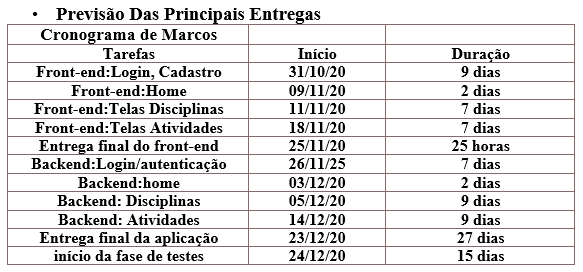 • Previsão Das Principais Entregas
Cronograma de Marcos
Tarefas Início Duração
Front-end:Login, Cadastro 31/10/20 9 dias
Front-end:Home 09/11/20 2 dias
Front-end:Telas Disciplinas 11/11/20 7 dias
Front-end:Telas Atividades 18/11/20 7 dias
Entrega final do front-end 25/11/20 25 horas
Backend:Login/autenticação 26/11/25 7 dias
Backend:home 03/12/20 2 dias
Backend: Disciplinas 05/12/20 9 dias
Backend: Atividades 14/12/20 9 dias
Entrega final da aplicação 23/12/20 27 dias
início da fase de testes 24/12/20 15 dias